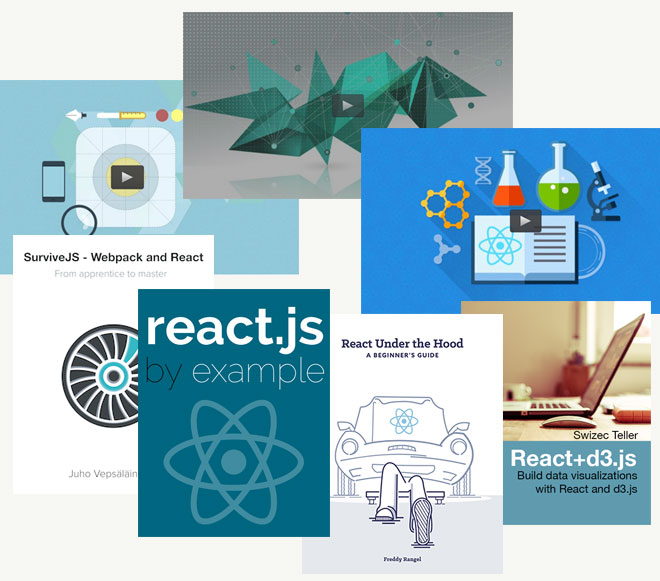 SurviveJS - Webpack and React
From apprentice to master
Juho Vepsäläin
react.js
by example
React Under the Hood
A BEGINNER'S GUIDE
Freddy Rangel
Swizec Teller
React+d3.js
Build data visualizations
with React and d3.js